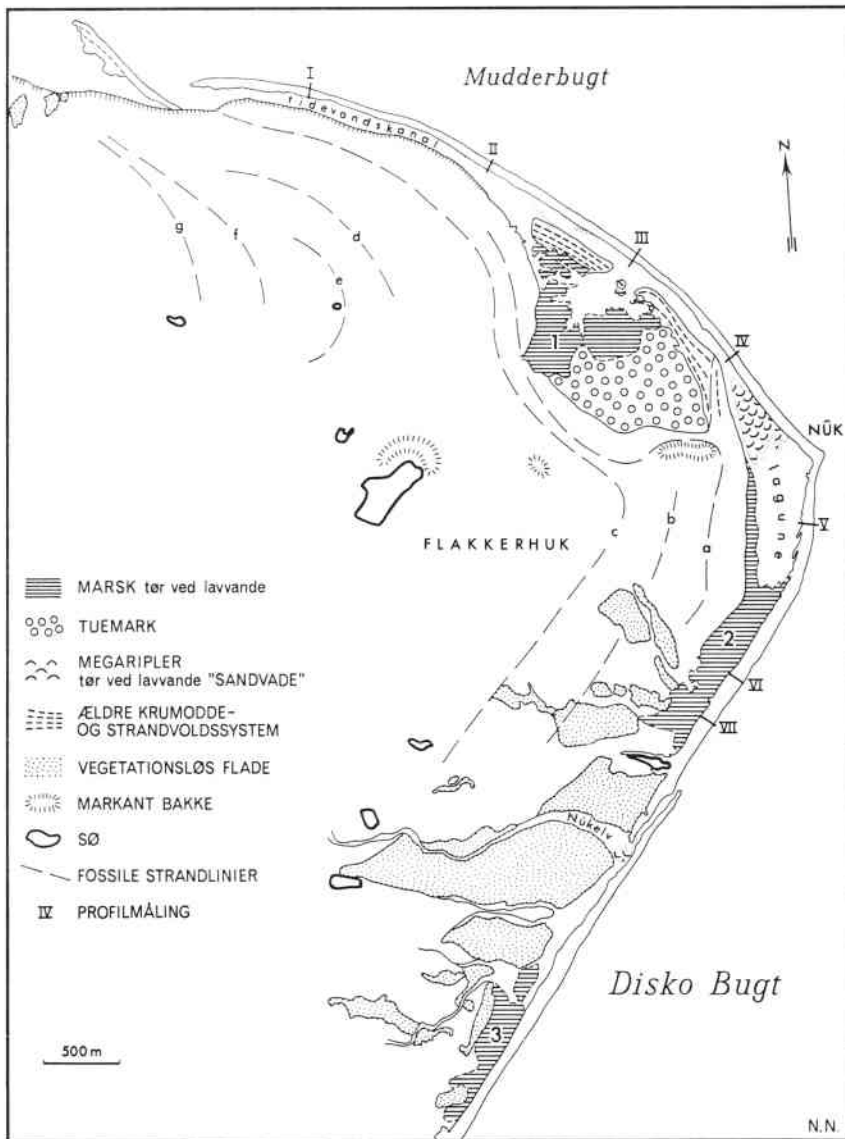 Mudderbugt
I
tidevandskanal
II
N
III
g
f
d
e
1
IV
NÛK
lagune
V
FLAKKERHUK
c
b
a
2
VI
VII
MARSK tør ved lavvande
TUEMARK
MEGARIPLER
tør ved lavvande "SANDVADE"
ÆLDRE KRUMODDE-
OG STRANDVOLDSSYSTEM
VEGETATIONSLØS FLADE
MARKANT BAKKE
SØ
FOSSILE STRANDLINIER
IV PROFILMÅLING
Nûkelv
Disko Bugt
3
500 m
N.N.